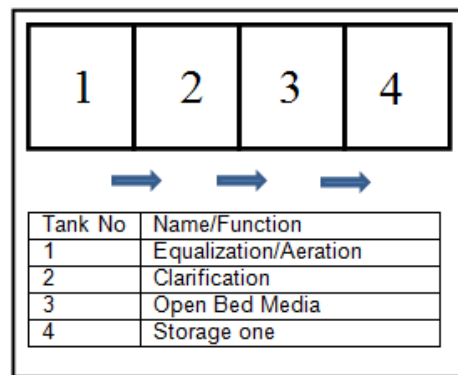 1 2 3 4
Tank No Name/Function
1 Equalization/Aeration
2 Clarification
3 Open Bed Media
4 Storage one